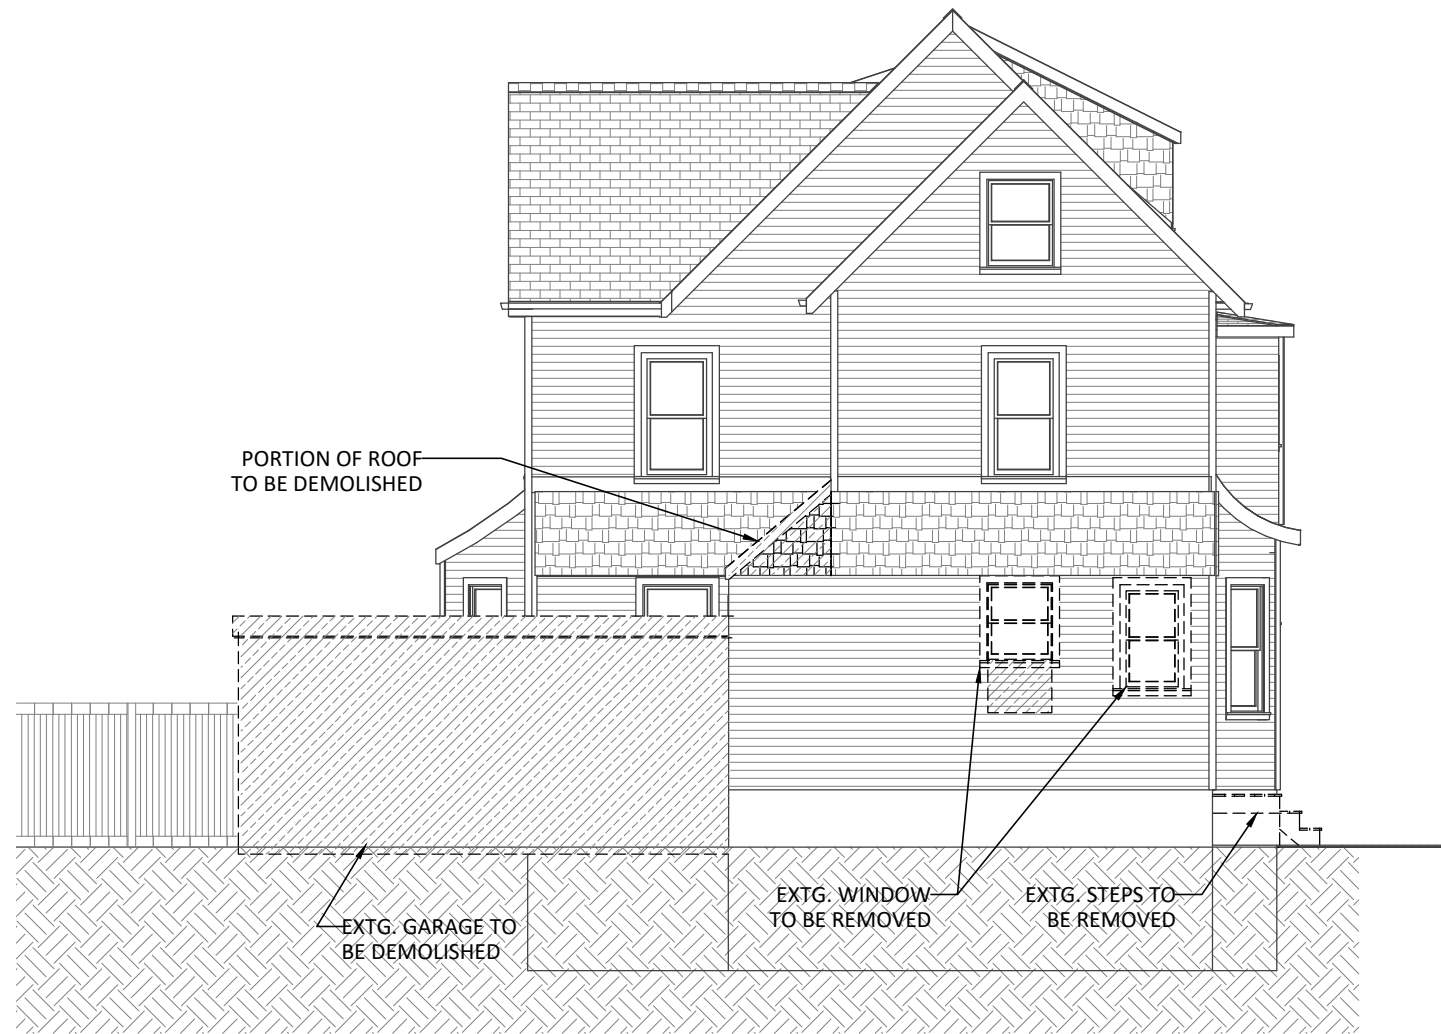 PORTION OF ROOF
TO BE DEMOLISHED
EXTG. WINDOW
TO BE REMOVED
EXTG. STEPS TO
BE REMOVED
EXTG. GARAGE TO
BE DEMOLISHED